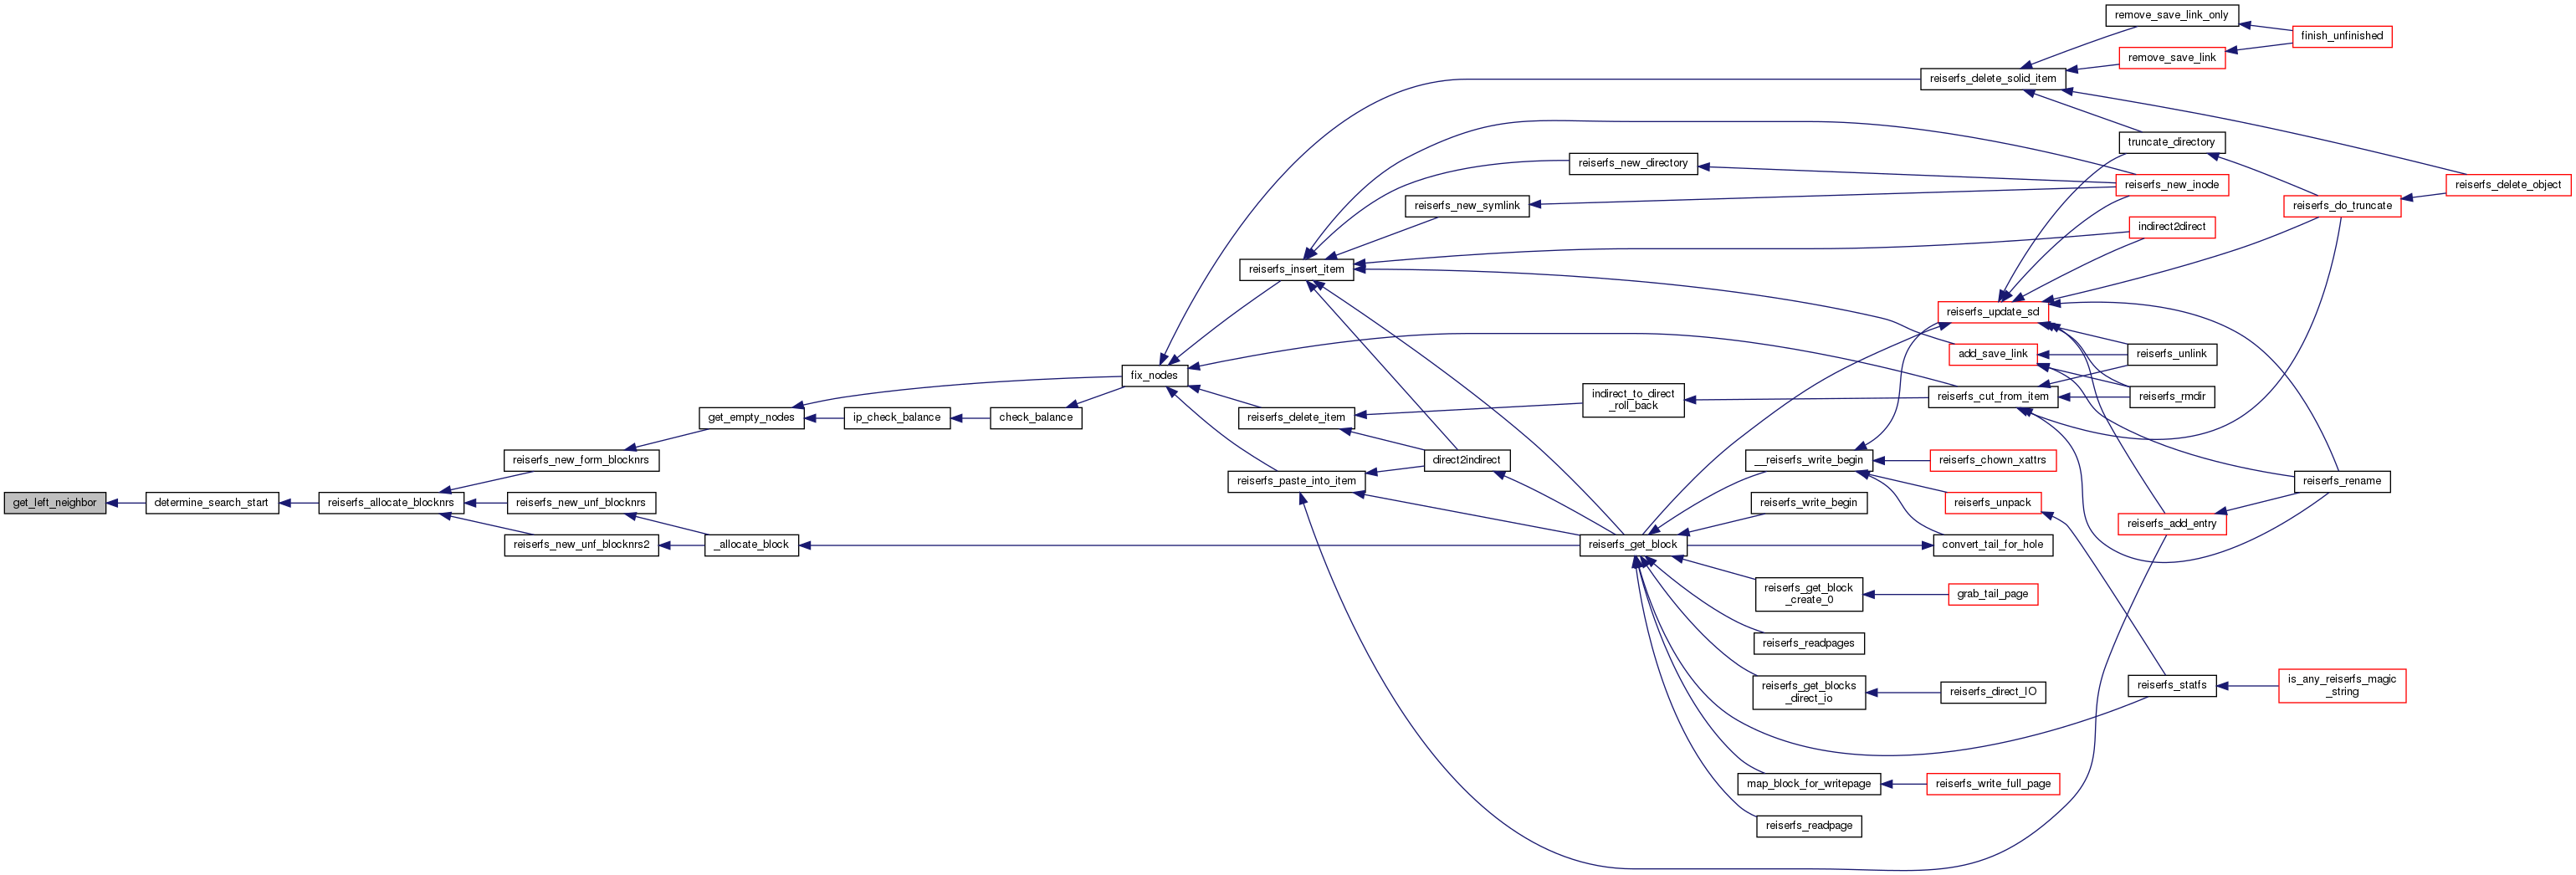 get_left_neighbor
determine_search_start
reiserfs_allocate_blocknrs
reiserfs_new_form_blocknrs
reiserfs_new_unf_blocknrs
reiserfs_new_unf_blocknrs2
get_empty_nodes
_allocate_block
ip_check_balance
check_balance
fix_nodes
reiserfs_insert_item
reiserfs_delete_item
reiserfs_paste_into_item
reiserfs_new_symlink
direct2indirect
reiserfs_new_directory
indirect_to_direct
_roll_back
reiserfs_get_block
__reiserfs_write_begin
reiserfs_write_begin
reiserfs_get_block
_create_0
reiserfs_readpages
reiserfs_get_blocks
_direct_io
map_block_for_writepage
reiserfs_readpage
reiserfs_delete_solid_item
reiserfs_update_sd
add_save_link
reiserfs_cut_from_item
reiserfs_chown_xattrs
reiserfs_unpack
convert_tail_for_hole
grab_tail_page
reiserfs_direct_IO
reiserfs_write_full_page
remove_save_link_only
remove_save_link
truncate_directory
reiserfs_new_inode
indirect2direct
reiserfs_unlink
reiserfs_rmdir
reiserfs_add_entry
reiserfs_statfs
finish_unfinished
reiserfs_do_truncate
reiserfs_rename
is_any_reiserfs_magic
_string
reiserfs_delete_object